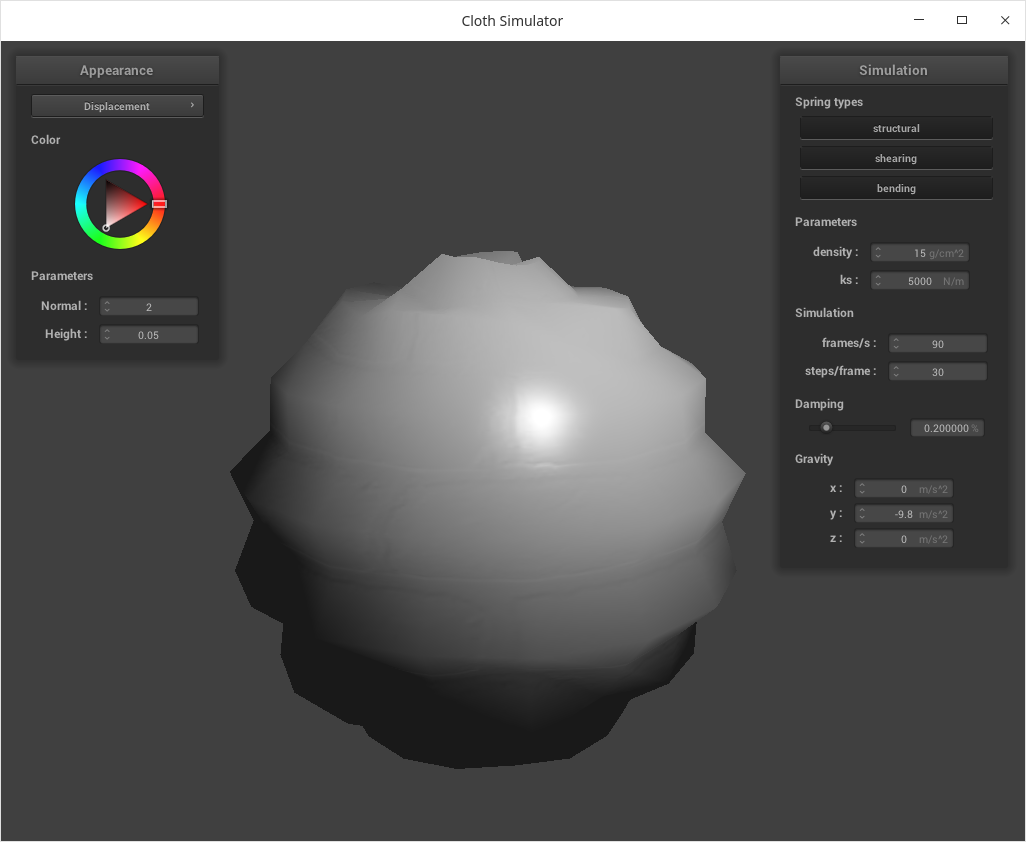 Cloth Simulator
Appearance
Displacement
Color
Parameters
Normal : 2
Height : 0.05
Simulation
Spring types
structural
shearing
bending
Parameters
density : 15 g/cm^2
ks : 5000 N/m
Simulation
frames/s : 90
steps/frame : 30
Damping
0.200000 %
Gravity
x : 0 m/s^2
y : -9.8 m/s^2
z : 0 m/s^2